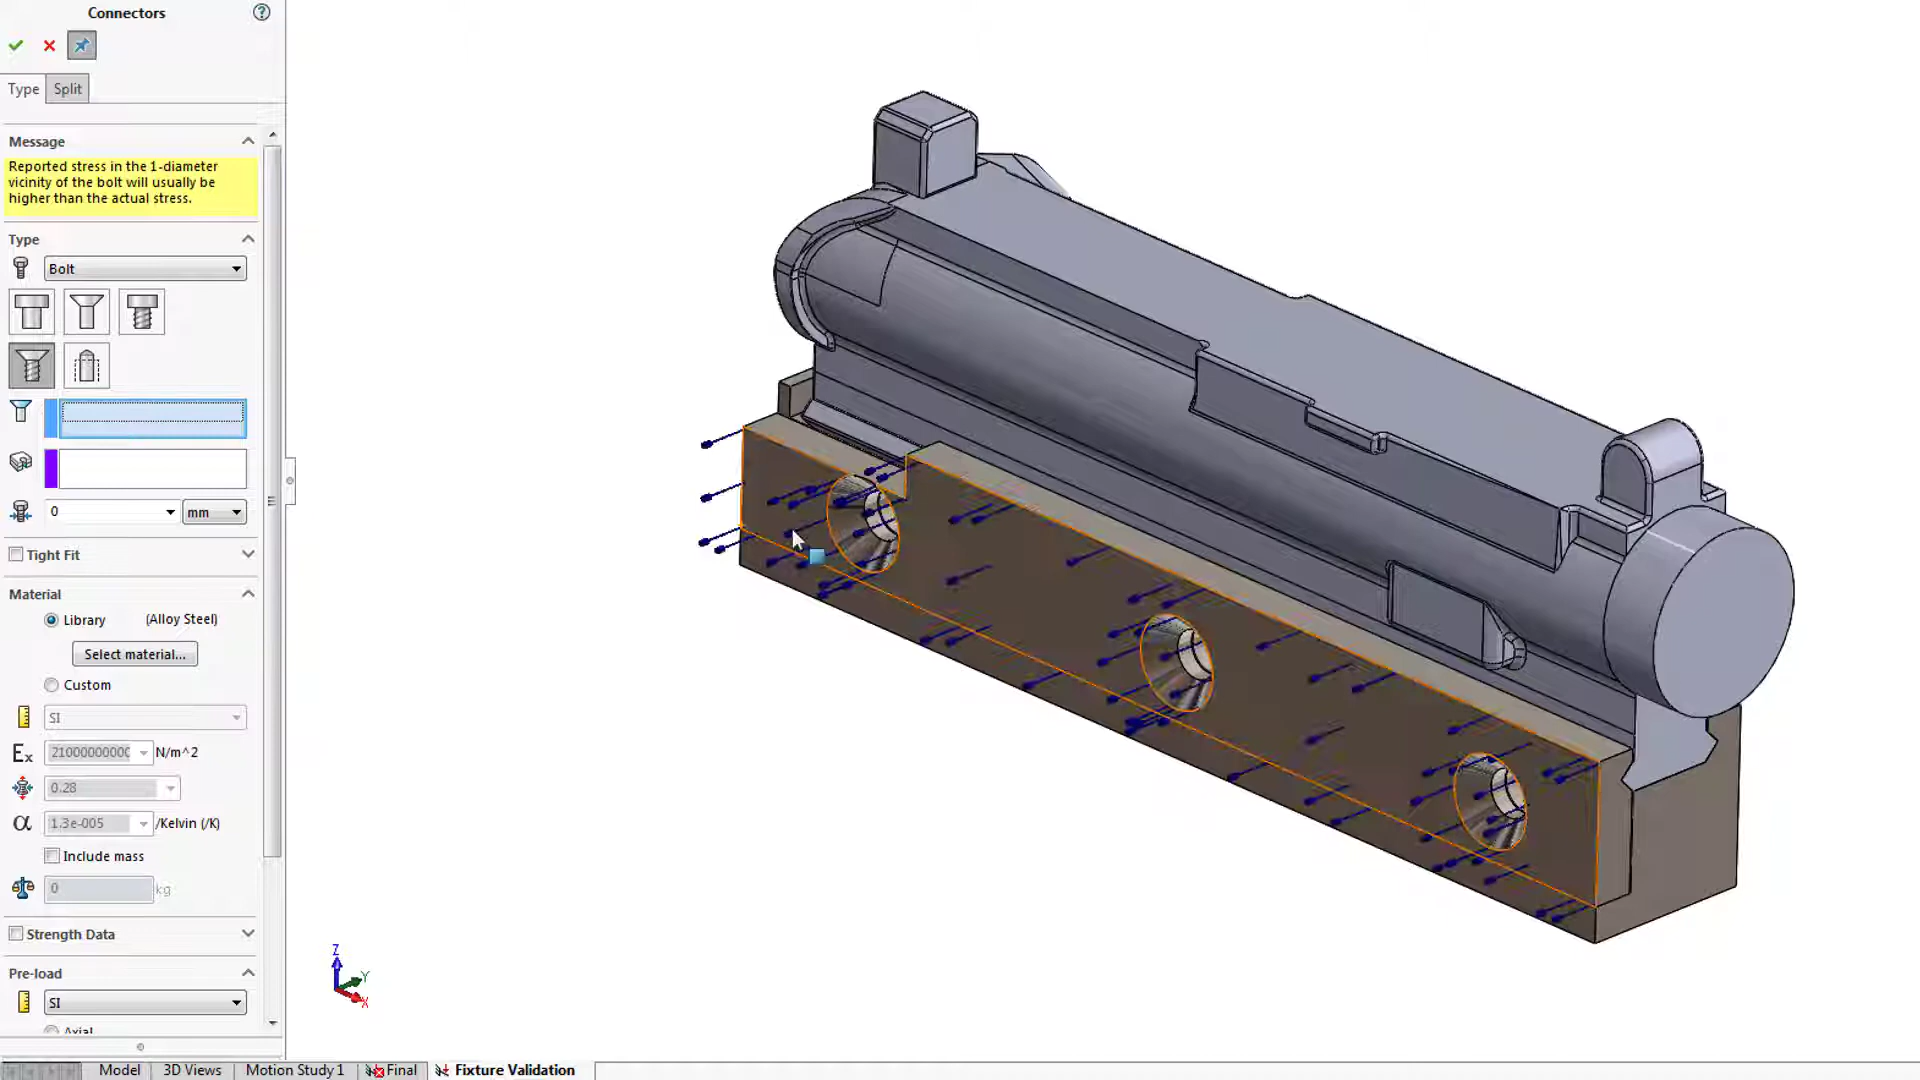 Connectors
Type
Split
Message
Reported stress in the 1-diameter
vicinity of the bolt will usually be
higher than the actual stress.
Type
Bolt
0
mm
Tight Fit
Material
Library
(Alloy Steel)
Select material...
Custom
SI
Ex
21000000000
N/m^2
0.28
α
1.3e-005
/Kelvin (/K)
Include mass
0
kg
Strength Data
Pre-load
SI
Axial
Z
Y
X
Model
3D Views
Motion Study 1
Final
Fixture Validation